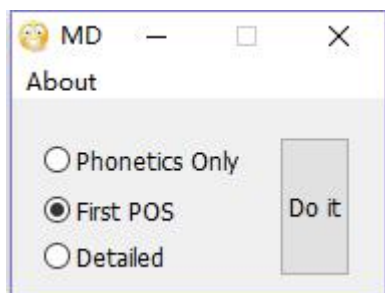 MD
About
Phonetics Only
First POS
Do it
Detailed